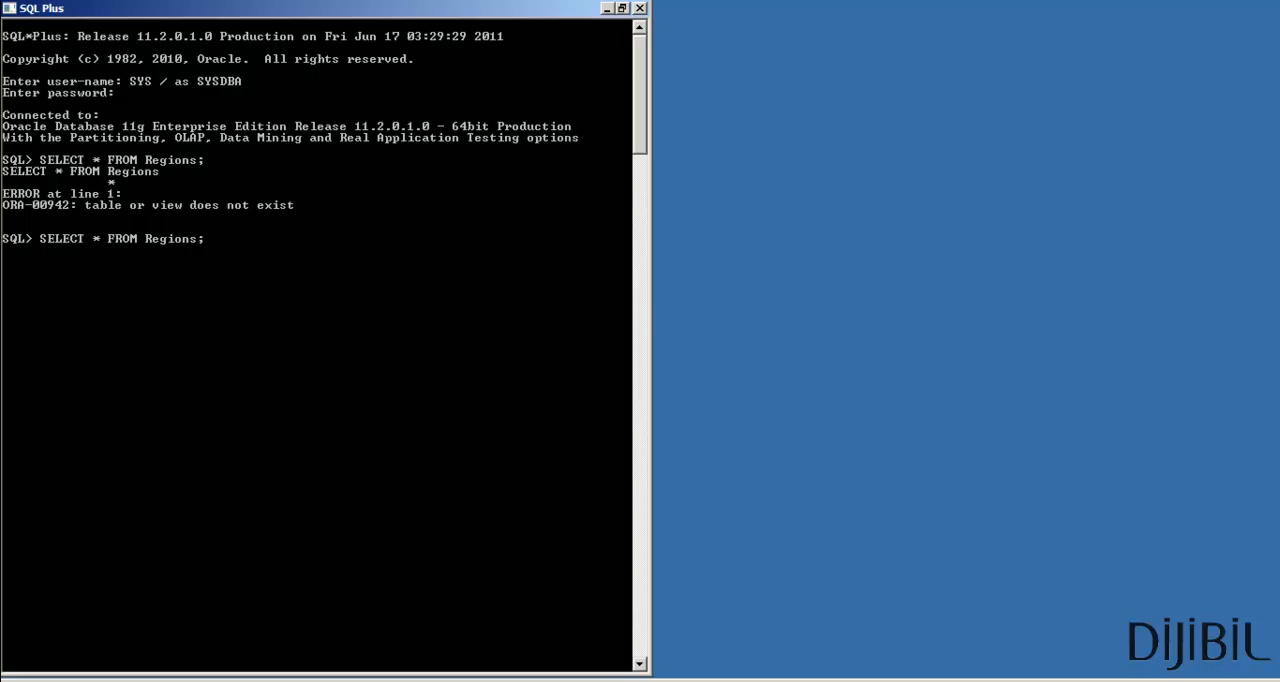 SQL Plus
SQL*Plus: Release 11.2.0.1.0 Production on Fri Jun 17 03:29:29 2011
Copyright (c) 1982, 2010, Oracle.  All rights reserved.
Enter user-name: SYS / as SYSDBA
Enter password:
Connected to:
Oracle Database 11g Enterprise Edition Release 11.2.0.1.0 - 64bit Production
With the Partitioning, OLAP, Data Mining and Real Application Testing options
SQL> SELECT * FROM Regions;
SELECT * FROM Regions
              *
ERROR at line 1:
ORA-00942: table or view does not exist
SQL> SELECT * FROM Regions;
DIJIBIL